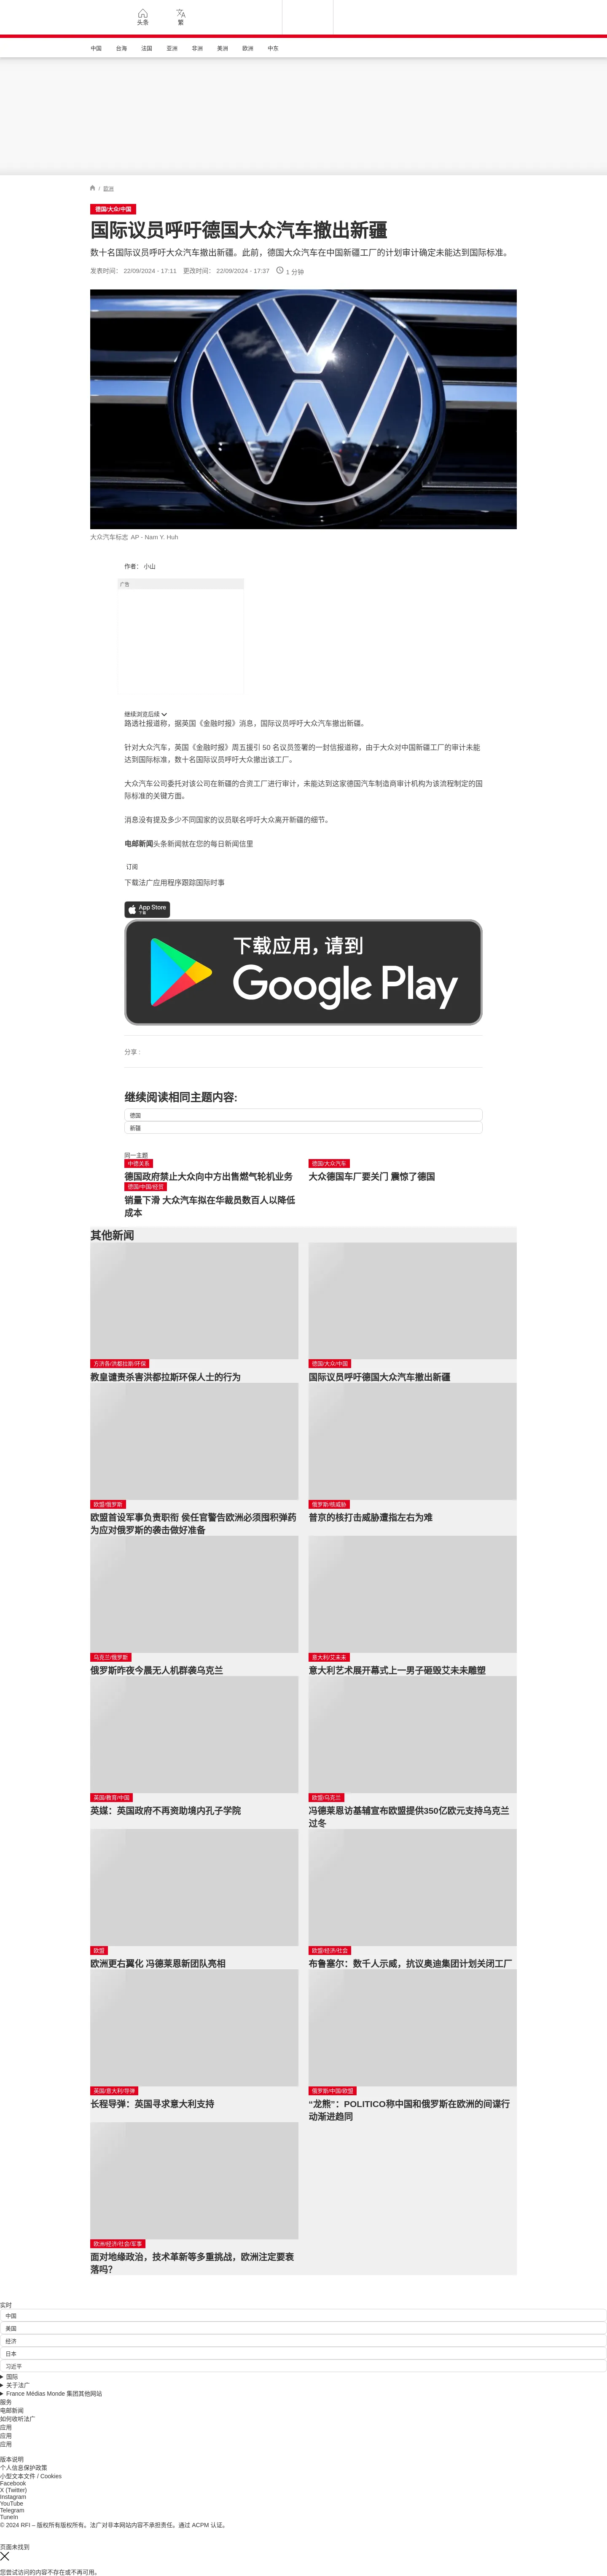 头条
繁
中国
台海
法国
亚洲
非洲
美洲
欧洲
中东
/ 欧洲
德国/大众/中国
国际议员呼吁德国大众汽车撤出新疆
数十名国际议员呼吁大众汽车撤出新疆。此前，德国大众汽车在中国新疆工厂的计划审计确定未能达到国际标准。
发表时间： 22/09/2024 - 17:11 更改时间： 22/09/2024 - 17:37 1 分钟
大众汽车标志 AP - Nam Y. Huh
作者： 小山
广告
继续浏览后续
路透社报道称，据英国《金融时报》消息，国际议员呼吁大众汽车撤出新疆。
针对大众汽车，英国《金融时报》周五援引 50 名议员签署的一封信报道称，由于大众对中国新疆工厂的审计未能
达到国际标准，数十名国际议员呼吁大众撤出该工厂。
大众汽车公司委托对该公司在新疆的合资工厂进行审计，未能达到这家德国汽车制造商审计机构为该流程制定的国
际标准的关键方面。
消息没有提及多少不同国家的议员联名呼吁大众离开新疆的细节。
电邮新闻头条新闻就在您的每日新闻信里
订阅
下载法广应用程序跟踪国际时事
App Store
下载
下载应用，请到
Google Play
分享 :
继续阅读相同主题内容:
德国
新疆
同一主题
中德关系
德国政府禁止大众向中方出售燃气轮机业务
德国/大众汽车
大众德国车厂要关门 震惊了德国
德国/中国/经贸
销量下滑 大众汽车拟在华裁员数百人以降低
成本
其他新闻
方济各/洪都拉斯/环保
教皇谴责杀害洪都拉斯环保人士的行为
德国/大众/中国
国际议员呼吁德国大众汽车撤出新疆
欧盟/俄罗斯
欧盟首设军事负责职衔 侯任官警告欧洲必须囤积弹药
为应对俄罗斯的袭击做好准备
俄罗斯/核威胁
普京的核打击威胁遭指左右为难
乌克兰/俄罗斯
俄罗斯昨夜今晨无人机群袭乌克兰
意大利/艾未未
意大利艺术展开幕式上一男子砸毁艾未未雕塑
英国/教育/中国
英媒：英国政府不再资助境内孔子学院
欧盟/乌克兰
冯德莱恩访基辅宣布欧盟提供350亿欧元支持乌克兰
过冬
欧盟
欧洲更右翼化 冯德莱恩新团队亮相
欧盟/经济/社会
布鲁塞尔：数千人示威，抗议奥迪集团计划关闭工厂
英国/意大利/导弹
长程导弹：英国寻求意大利支持
俄罗斯/中国/欧盟
“龙熊”：POLITICO称中国和俄罗斯在欧洲的间谍行
动渐进趋同
欧洲/经济/社会/军事
面对地缘政治，技术革新等多重挑战，欧洲注定要衰
落吗？
实时
中国
美国
经济
日本
习近平
国际
关于法广
France Médias Monde 集团其他网站
服务
电邮新闻
如何收听法广
应用
应用
应用
版本说明
个人信息保护政策
小型文本文件 / Cookies
Facebook
X (Twitter)
Instagram
YouTube
Telegram
TuneIn
© 2024 RFI – 版权所有版权所有。法广对非本网站内容不承担责任。通过 ACPM 认证。
页面未找到
您尝试访问的内容不存在或不再可用。